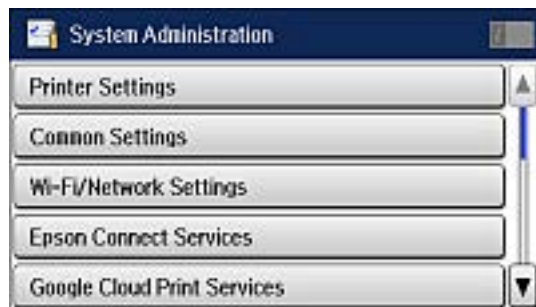 System Administration
Printer Settings
Common Settings
Wi-Fi/Network Settings
Epson Connect Services
Google Cloud Print Services